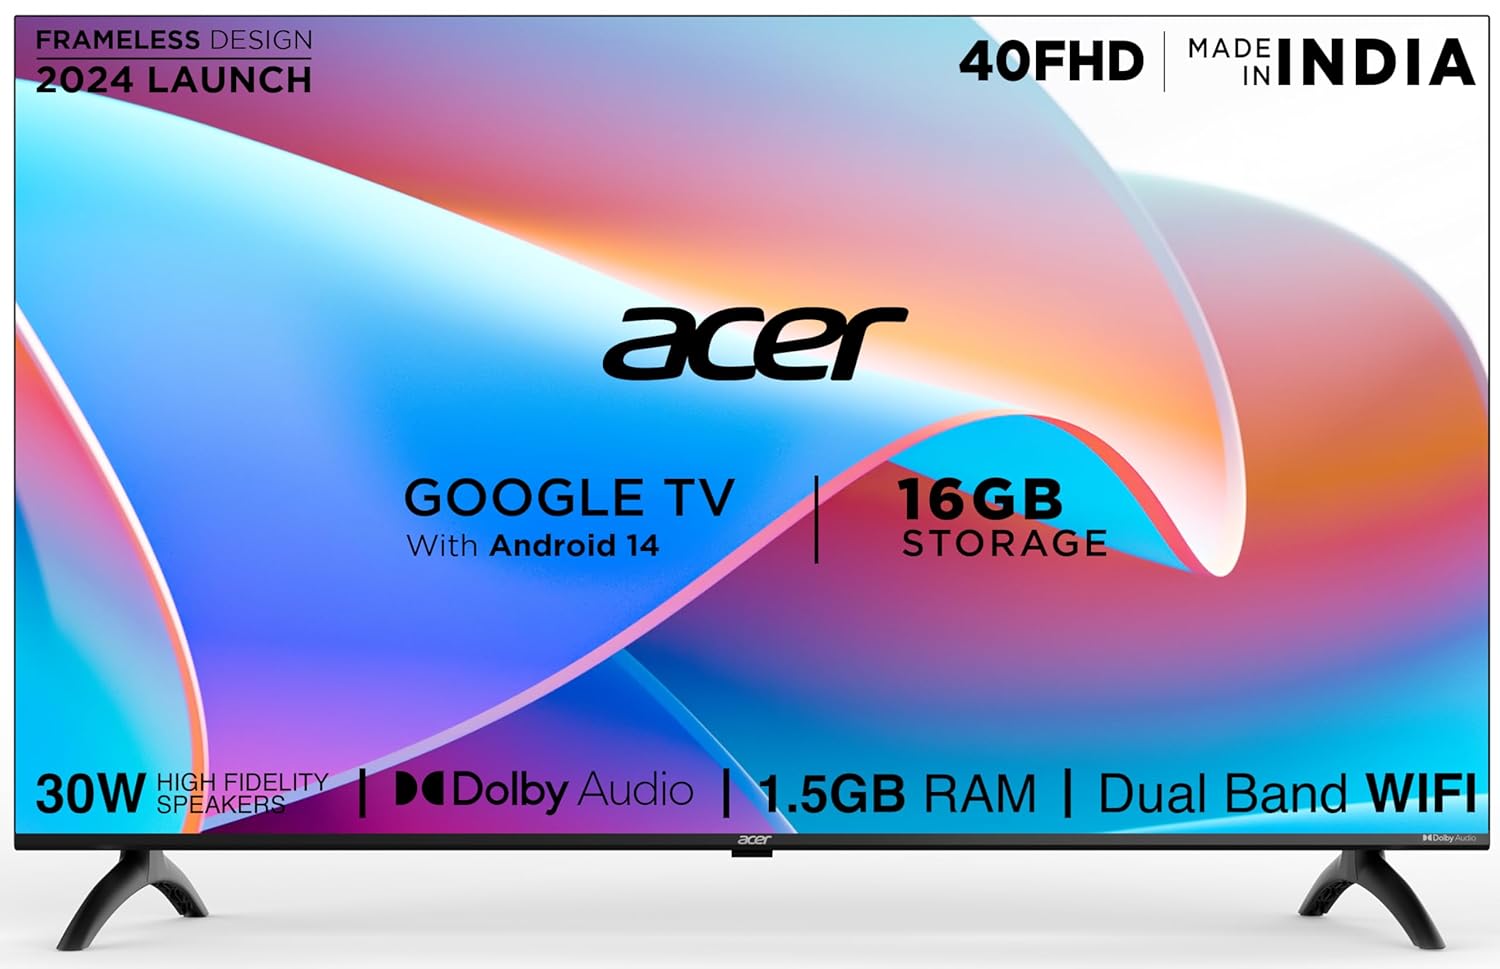 FRAMELESS DESIGN
2024 LAUNCH
40FHD
MADE IN INDIA
acer
GOOGLE TV
With Android 14
16GB
STORAGE
30W HIGH FIDELITY SPEAKERS
Dolby Audio
1.5GB RAM
Dual Band WIFI
acer
Dolby Audio